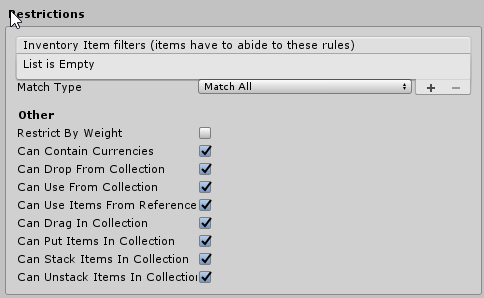 Restrictions
Inventory Item filters (items have to abide to these rules)
List is Empty
Match Type
Match All
Other
Restrict By Weight
Can Contain Currencies
Can Drop From Collection
Can Use From Collection
Can Use Items From Reference
Can Drag In Collection
Can Put Items In Collection
Can Stack Items In Collection
Can Unstack Items In Collection